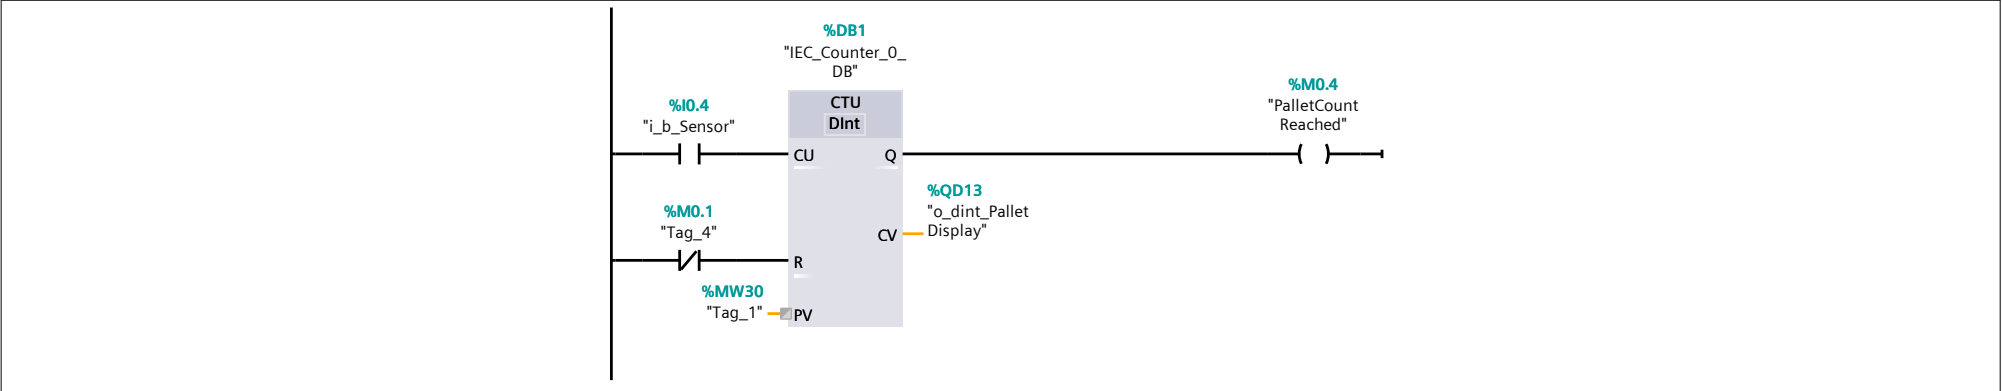 %DB1
"IEC_Counter_0_
DB"
%I0.4
"i_b_Sensor"
CTU
DInt
%M0.4
"PalletCount
Reached"
CU
Q
%QD13
"o_dint_Pallet
Display"
CV
%M0.1
"Tag_4"
R
%MW30
"Tag_1"
PV